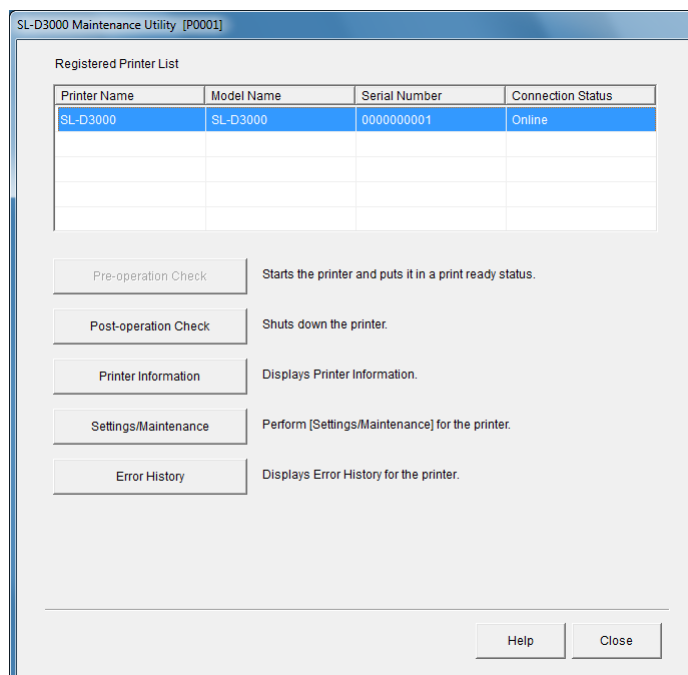 SL-D3000 Maintenance Utility [P0001]
Registered Printer List
Printer Name Model Name Serial Number Connection Status
SL-D3000 SL-D3000 0000000001 Online
Pre-operation Check Starts the printer and puts it in a print ready status.
Post-operation Check Shuts down the printer.
Printer Information Displays Printer Information.
Settings/Maintenance Perform [Settings/Maintenance] for the printer.
Error History Displays Error History for the printer.
Help Close